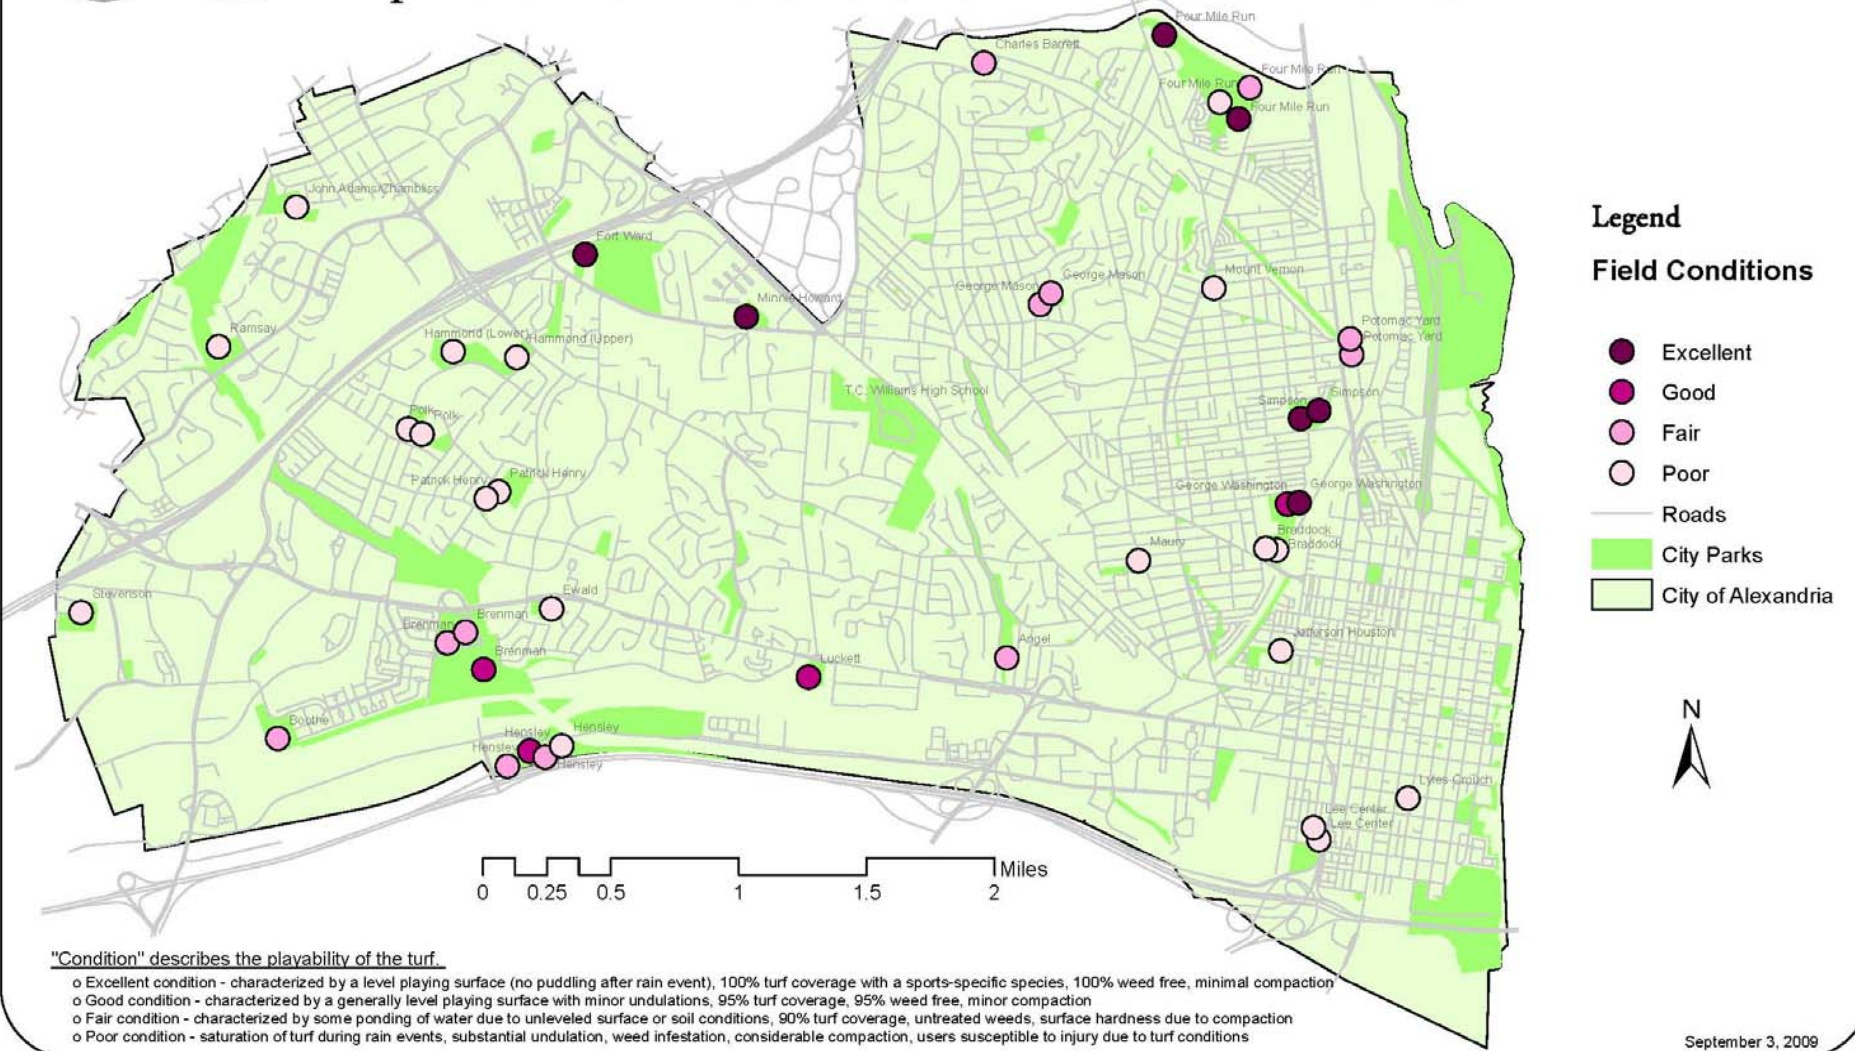 Four Mile Run
Charles Barrett
Four Mile Run
Four Mile Run
Four Mile Run
John Adams/Chambliss
Fort Ward
George Mason
George Mason
Mount Vernon
Minnie Howard
Ramsay
Hammond (Lower)
Hammond (Upper)
Potomac Yard
Potomac Yard
T.C. Williams High School
Simpson
Simpson
Polk
Polk
Patrick Henry
Patrick Henry
George Washington
George Washington
Braddock
Braddock
Maury
Stevenson
Ewald
Brenman
Brenman
Brenman
Jefferson Houston
Angel
Luckett
Boothe
Hensley
Hensley
Hensley
Hensley
Lyles Crouch
Lee Center
Lee Center
Legend
Field Conditions
Excellent
Good
Fair
Poor
Roads
City Parks
City of Alexandria
N
Miles
0 0.25 0.5 1 1.5 2
"Condition" describes the playability of the turf.
o Excellent condition - characterized by a level playing surface (no puddling after rain event), 100% turf coverage with a sports-specific species, 100% weed free, minimal compaction
o Good condition - characterized by a generally level playing surface with minor undulations, 95% turf coverage, 95% weed free, minor compaction
o Fair condition - characterized by some ponding of water due to unleveled surface or soil conditions, 90% turf coverage, untreated weeds, surface hardness due to compaction
o Poor condition - saturation of turf during rain events, substantial undulation, weed infestation, considerable compaction, users susceptible to injury due to turf conditions
September 3, 2009